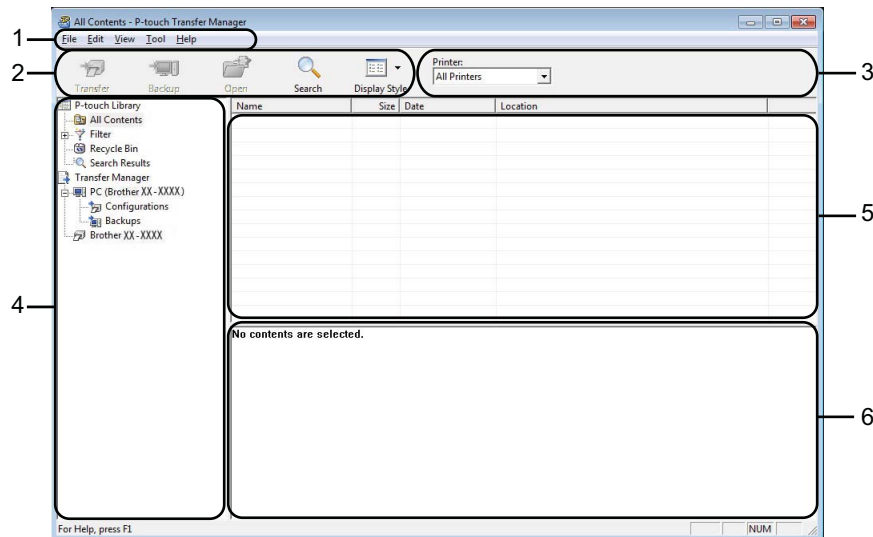 All Contents - P-touch Transfer Manager
1
File Edit View Tool Help
2
Transfer Backup Open Search Display Style
Printer:
All Printers
3
P-touch Library
All Contents
Filter
Recycle Bin
Search Results
Transfer Manager
PC (Brother XX-XXXX)
Configurations
Backups
Brother XX-XXXX
4
Name Size Date Location
5
No contents are selected.
6
For Help, press F1
NUM